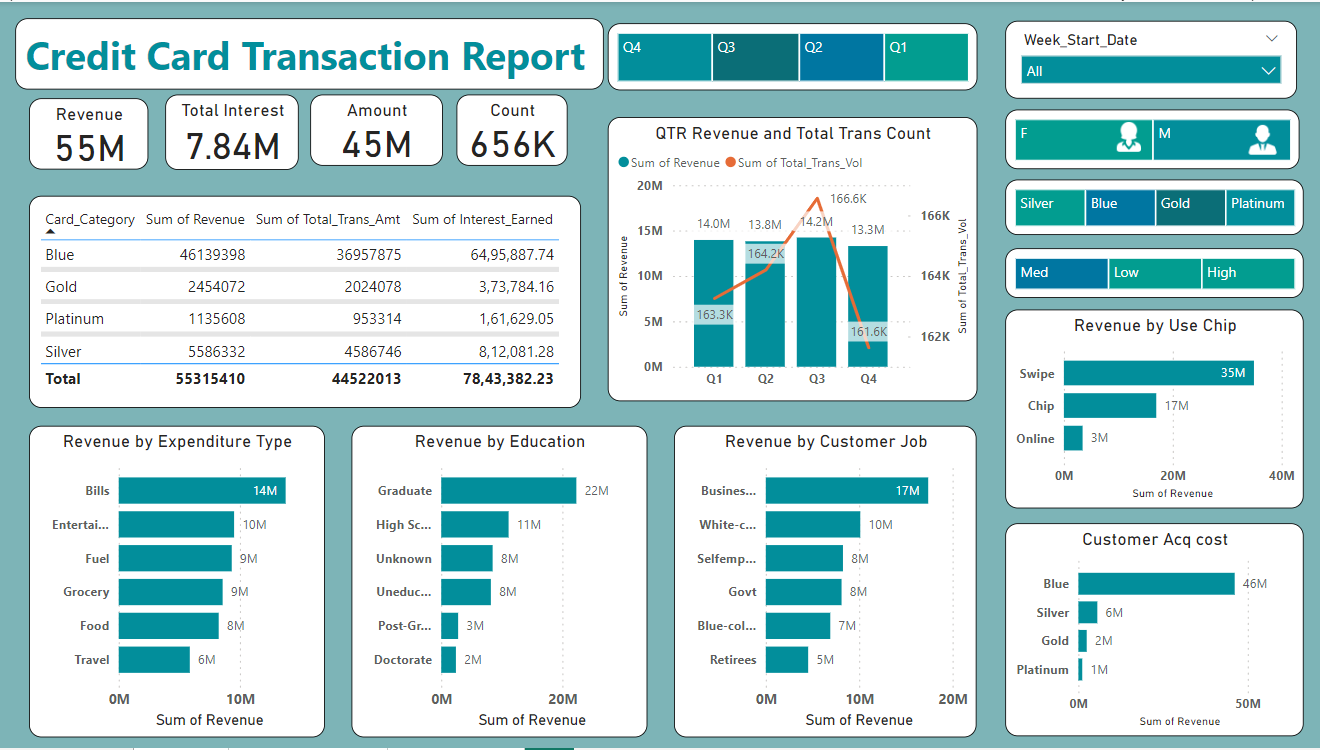 Credit Card Transaction Report
Q4 Q3 Q2 Q1
Week_Start_Date
All
F M
Silver Blue Gold Platinum
Med Low High
Revenue
55M
Total Interest
7.84M
Amount
45M
Count
656K
Card_Category Sum of Revenue Sum of Total_Trans_Amt Sum of Interest_Earned
Blue 46139398 36957875 64,95,887.74
Gold 2454072 2024078 3,73,784.16
Platinum 1135608 953314 1,61,629.05
Silver 5586332 4586746 8,12,081.28
Total 55315410 44522013 78,43,382.23
QTR Revenue and Total Trans Count
Sum of Revenue Sum of Total_Trans_Vol
Sum of Revenue
20M
15M
10M
5M
0M
14.0M 13.8M 14.2M 13.3M
163.3K 164.2K 166.6K 161.6K
166K
164K
162K
Sum of Total_Trans_Vol
Q1 Q2 Q3 Q4
Revenue by Use Chip
Swipe 35M
Chip 17M
Online 3M
0M 20M 40M
Sum of Revenue
Revenue by Expenditure Type
Bills 14M
Entertai... 10M
Fuel 9M
Grocery 9M
Food 8M
Travel 6M
0M 10M
Sum of Revenue
Revenue by Education
Graduate 22M
High Sc... 11M
Unknown 8M
Uneduc... 8M
Post-Gr... 3M
Doctorate 2M
0M 20M
Sum of Revenue
Revenue by Customer Job
Busines... 17M
White-c... 10M
Selfemp... 8M
Govt 8M
Blue-col... 7M
Retirees 5M
0M 10M 20M
Sum of Revenue
Customer Acq cost
Blue 46M
Silver 6M
Gold 2M
Platinum 1M
0M 50M
Sum of Revenue